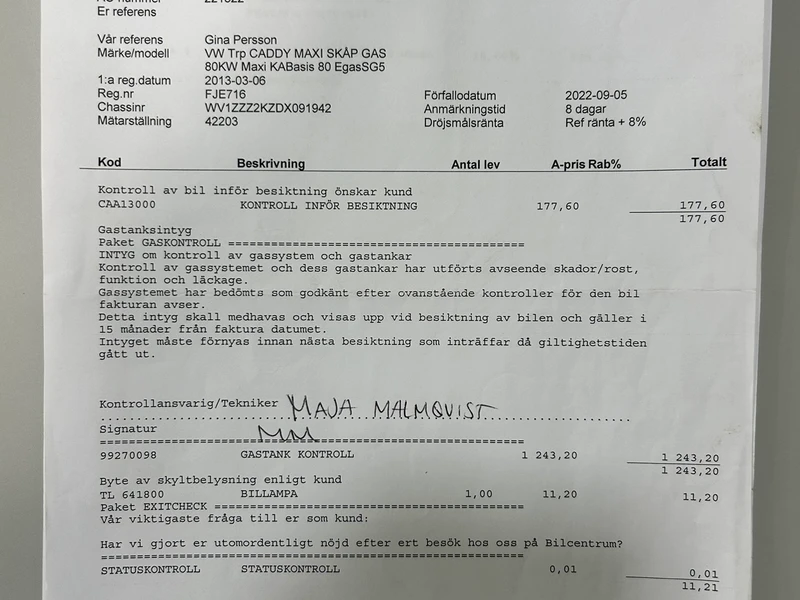 221622
Er referens
Vår referens Gina Persson
Märke/modell VW Trp CADDY MAXI SKÅP GAS
80KW Maxi KABasis 80 EgasSG5
1:a reg.datum 2013-03-06
Reg.nr FJE716 Förfallodatum 2022-09-05
Chassinr WV1ZZZ2KZDX091942 Anmärkningstid 8 dagar
Mätarställning 42203 Dröjsmålsränta Ref ränta + 8%
Kod Beskrivning Antal lev A-pris Rab% Totalt
Kontroll av bil inför besiktning önskar kund
CAA13000 KONTROLL INFÖR BESIKTNING 177,60 177,60
177,60
Gastanksintyg
Paket GASKONTROLL ==========================================
INTYG om kontroll av gassystem och gastankar
Kontroll av gassystemet och dess gastankar har utförts avseende skador/rost,
funktion och läckage.
Gassystemet har bedömts som godkänt efter ovanstående kontroller för den bil
fakturan avser.
Detta intyg skall medhavas och visas upp vid besiktning av bilen och gäller i
15 månader från faktura datumet.
Intyget måste förnyas innan nästa besiktning som inträffar då giltighetstiden
gått ut.
Kontrollansvarig/Tekniker MAJA MALMQVIST
Signatur MM
============================================================
99270098 GASTANK KONTROLL 1 243,20 1 243,20
1 243,20
Byte av skyltbelysning enligt kund
TL 641800 BILLAMPA 1,00 11,20 11,20
Paket EXITCHECK ============================================
Vår viktigaste fråga till er som kund:
Har vi gjort er utomordentligt nöjd efter ert besök hos oss på Bilcentrum?
============================================================
STATUSKONTROLL STATUSKONTROLL 0,01 0,01
11,21